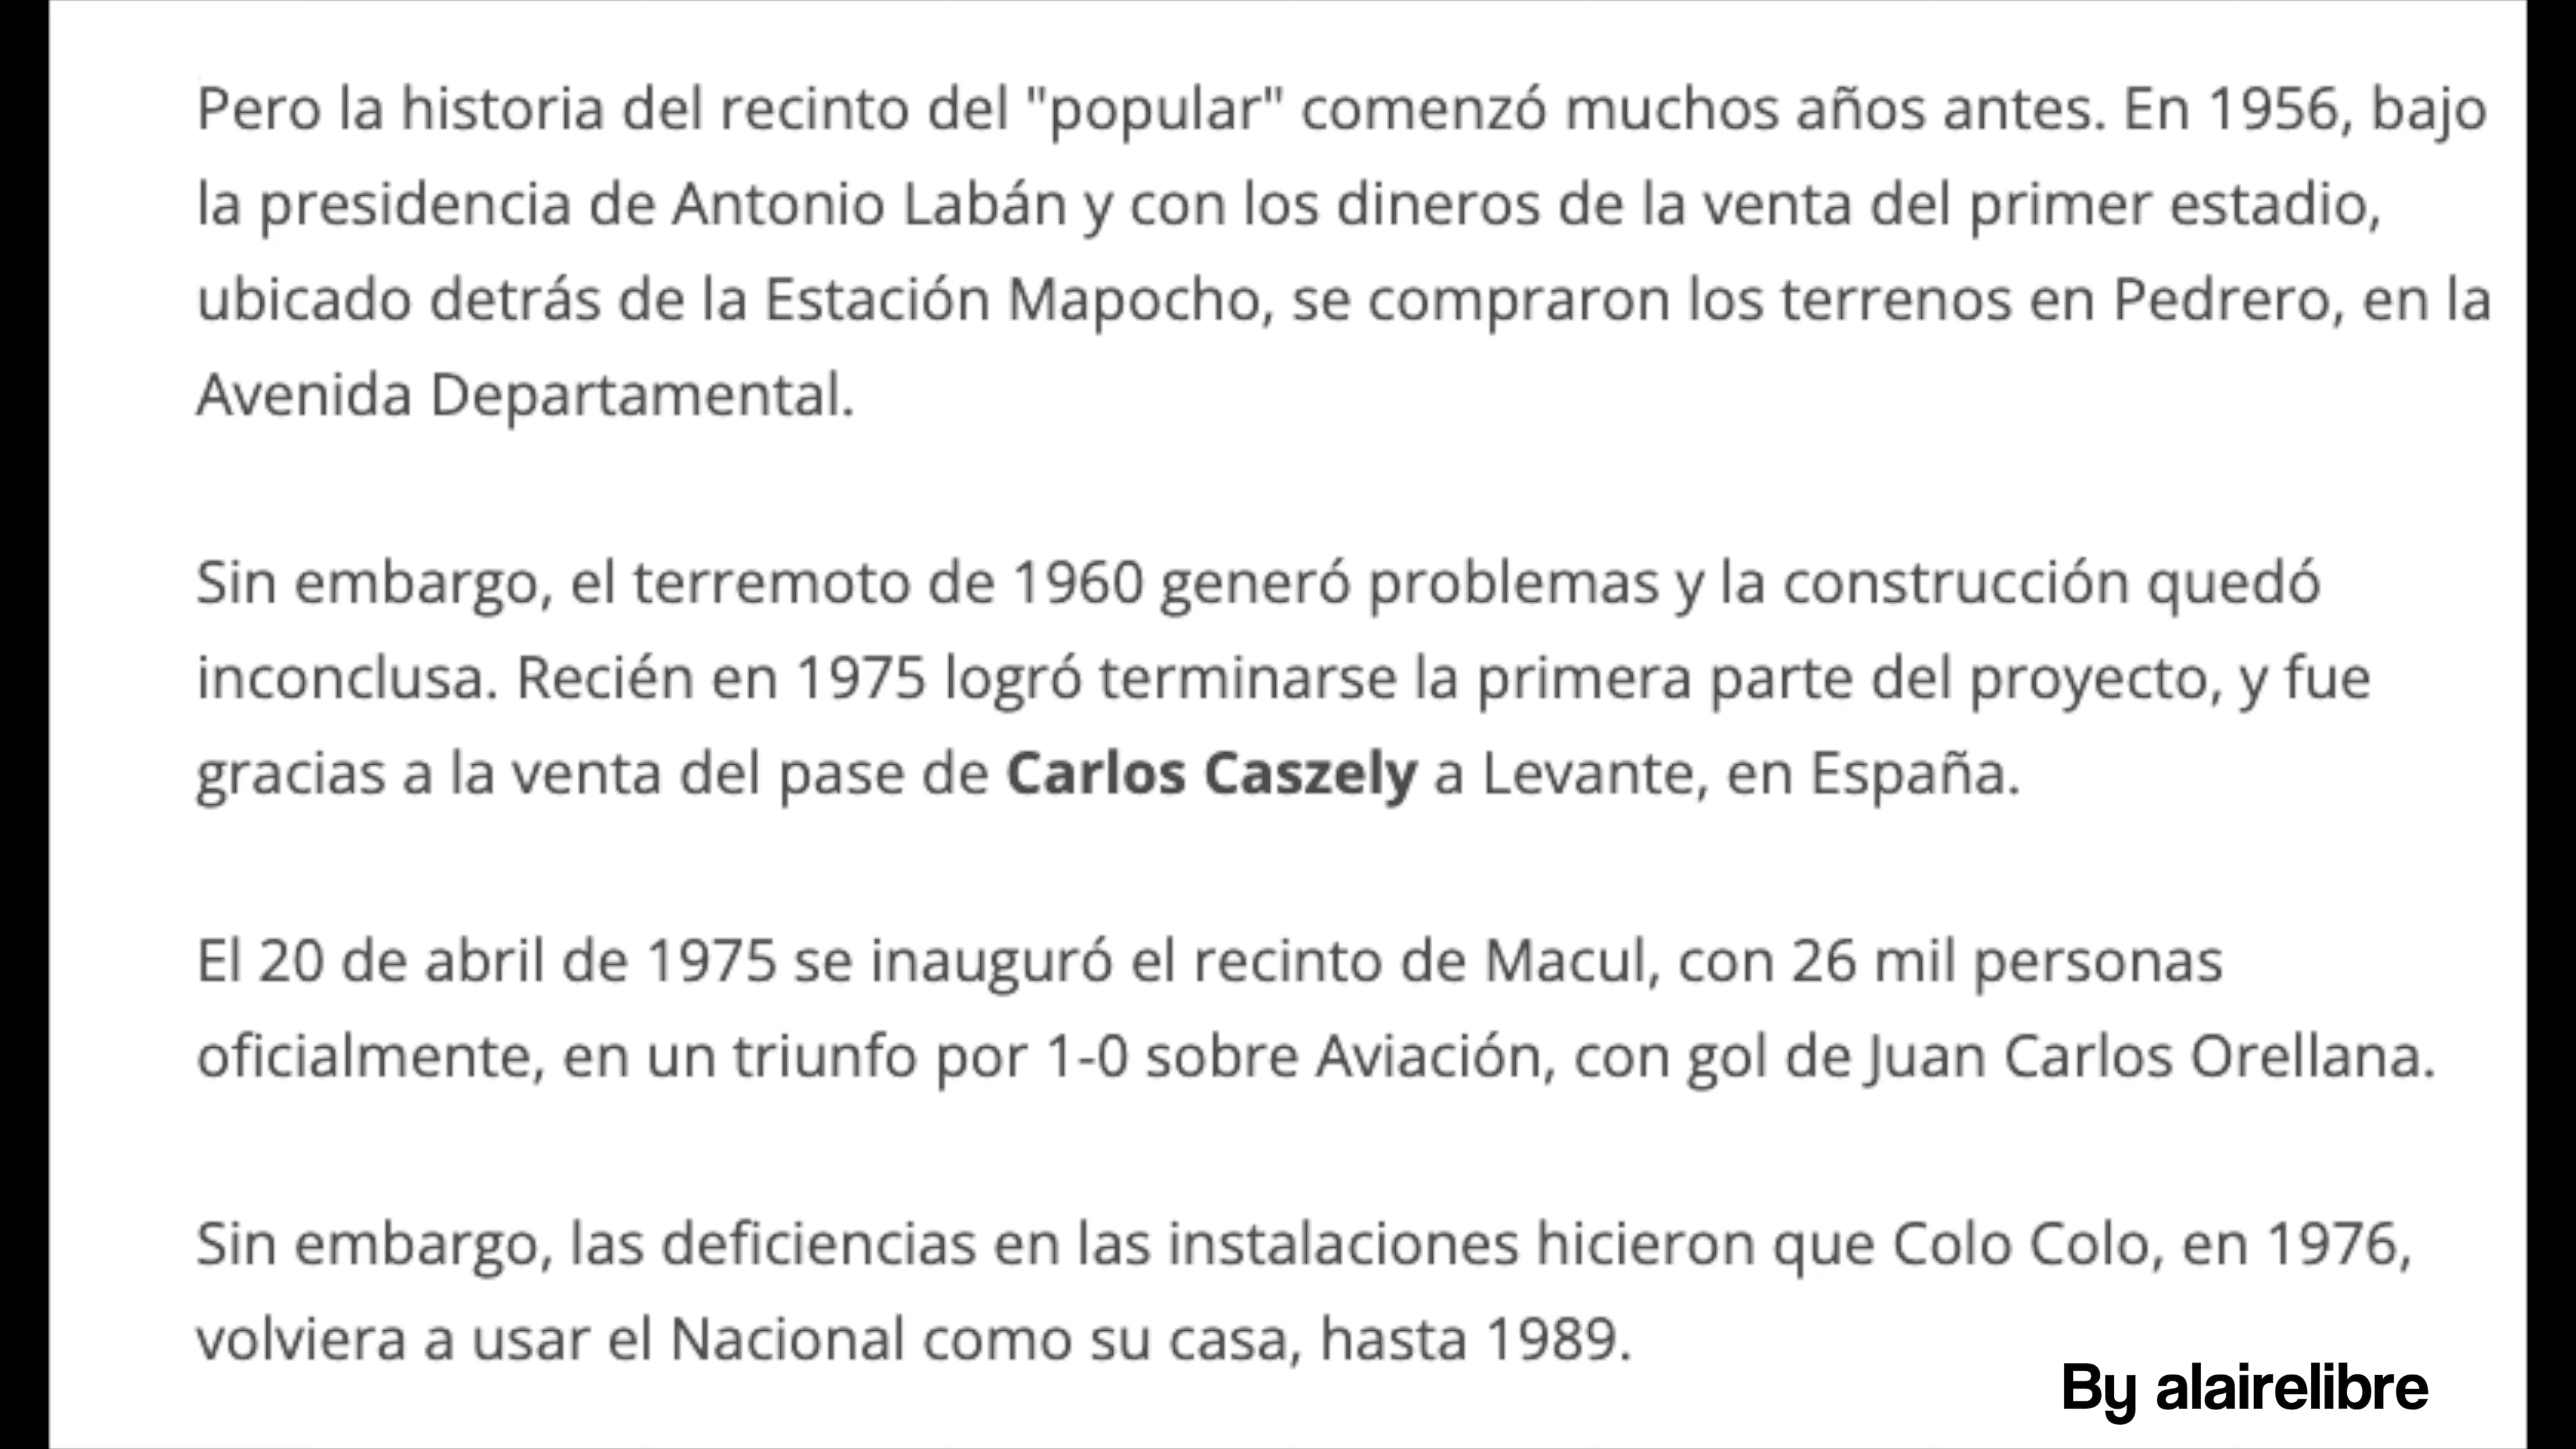 Pero la historia del recinto del "popular" comenzó muchos años antes. En 1956, bajo
la presidencia de Antonio Labán y con los dineros de la venta del primer estadio,
ubicado detrás de la Estación Mapocho, se compraron los terrenos en Pedrero, en la
Avenida Departamental.
Sin embargo, el terremoto de 1960 generó problemas y la construcción quedó
inconclusa. Recién en 1975 logró terminarse la primera parte del proyecto, y fue
gracias a la venta del pase de Carlos Caszely a Levante, en España.
El 20 de abril de 1975 se inauguró el recinto de Macul, con 26 mil personas
oficialmente, en un triunfo por 1-0 sobre Aviación, con gol de Juan Carlos Orellana.
Sin embargo, las deficiencias en las instalaciones hicieron que Colo Colo, en 1976,
volviera a usar el Nacional como su casa, hasta 1989.
By alairelibre